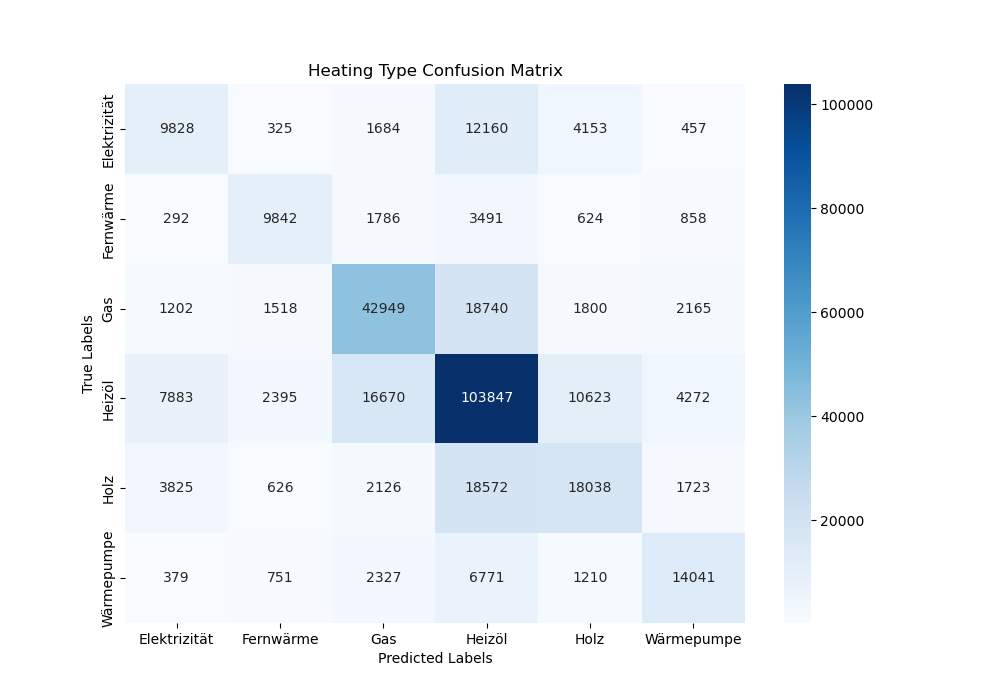 Heating Type Confusion Matrix
True Labels
Elektrizität 9828 325 1684 12160 4153 457
Fernwärme 292 9842 1786 3491 624 858
Gas 1202 1518 42949 18740 1800 2165
Heizöl 7883 2395 16670 103847 10623 4272
Holz 3825 626 2126 18572 18038 1723
Wärmepumpe 379 751 2327 6771 1210 14041
Elektrizität Fernwärme Gas Heizöl Holz Wärmepumpe
Predicted Labels
100000
80000
60000
40000
20000